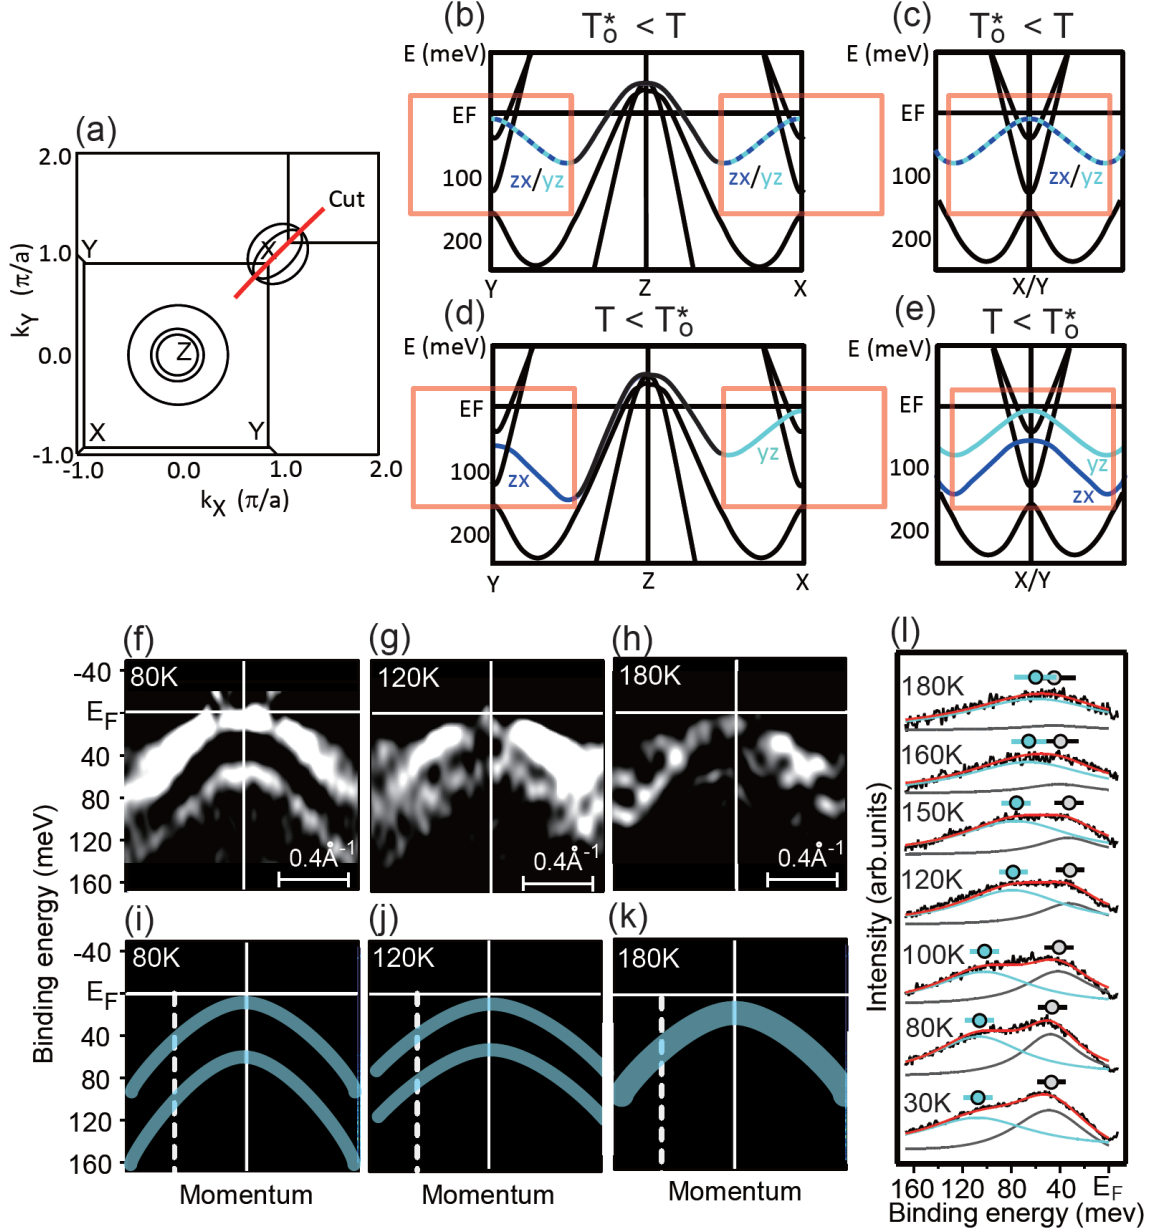 (a)
2.0
1.0
0.0
-1.0
-1.0
0.0
1.0
2.0
kY (π/a)
kX (π/a)
Y
X
Cut
Z
X
Y
(b)
T*o < T
E (meV)
EF
100
200
zx/yz
zx/yz
Y
Z
X
(c)
T*o < T
E (meV)
EF
100
200
zx/yz
X/Y
(d)
T < T*o
E (meV)
EF
100
200
zx
yz
Y
Z
X
(e)
T < T*o
E (meV)
EF
100
200
yz
zx
X/Y
(f)
80K
-40
EF
40
80
120
160
0.4Å-1
(g)
120K
0.4Å-1
(h)
180K
0.4Å-1
Binding energy (meV)
(i)
80K
-40
EF
40
80
120
160
(j)
120K
(k)
180K
Momentum
Momentum
Momentum
(l)
180K
160K
150K
120K
100K
80K
30K
Intensity (arb.units)
160 120 80 40 EF
Binding energy (mev)